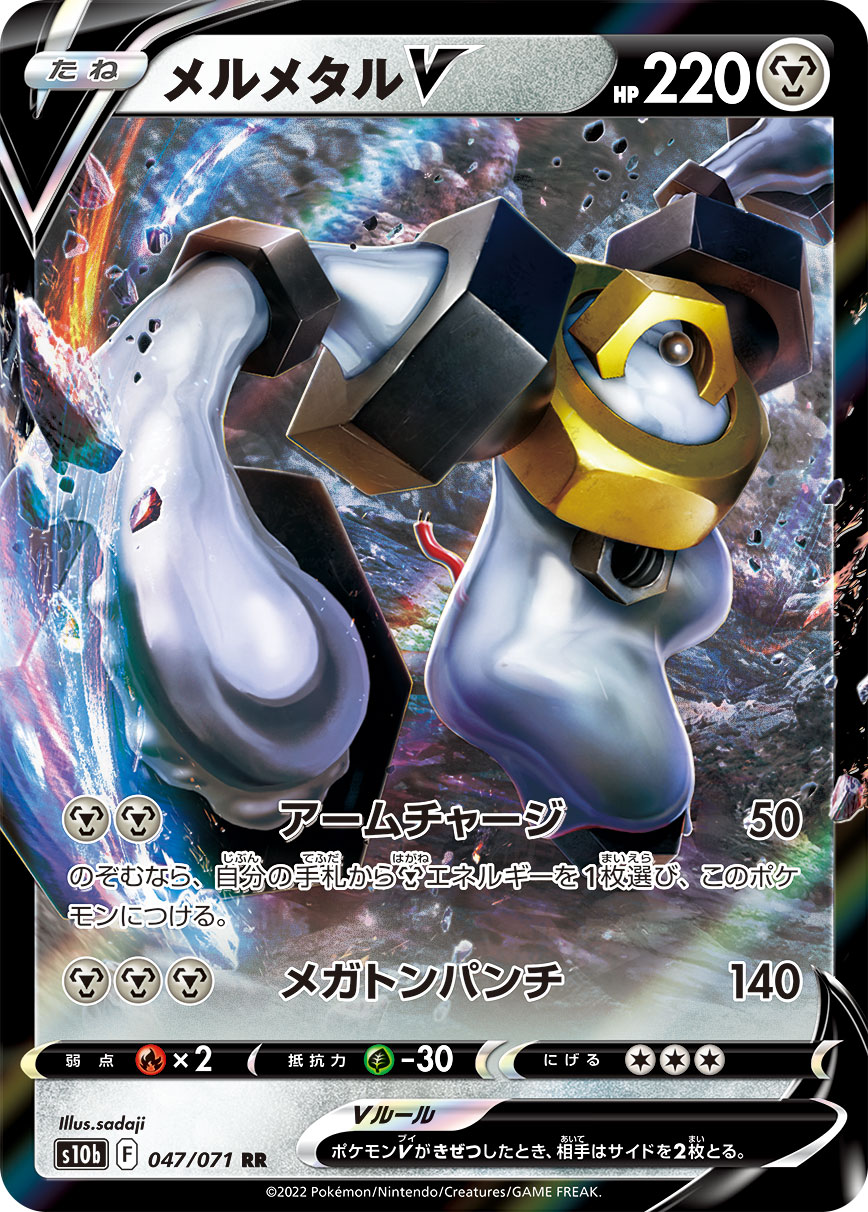 たね メルメタルV HP 220
アームチャージ 50
のぞむなら、自分の手札からエネルギーを1枚選び、このポケ
モンにつける。
メガトンパンチ 140
弱点 ×2 抵抗力 -30 にげる
Illus.sadaji
Vルール
ポケモンVがきぜつしたとき、相手はサイドを2枚とる。
s10b F 047/071 RR
©2022 Pokémon/Nintendo/Creatures/GAME FREAK.